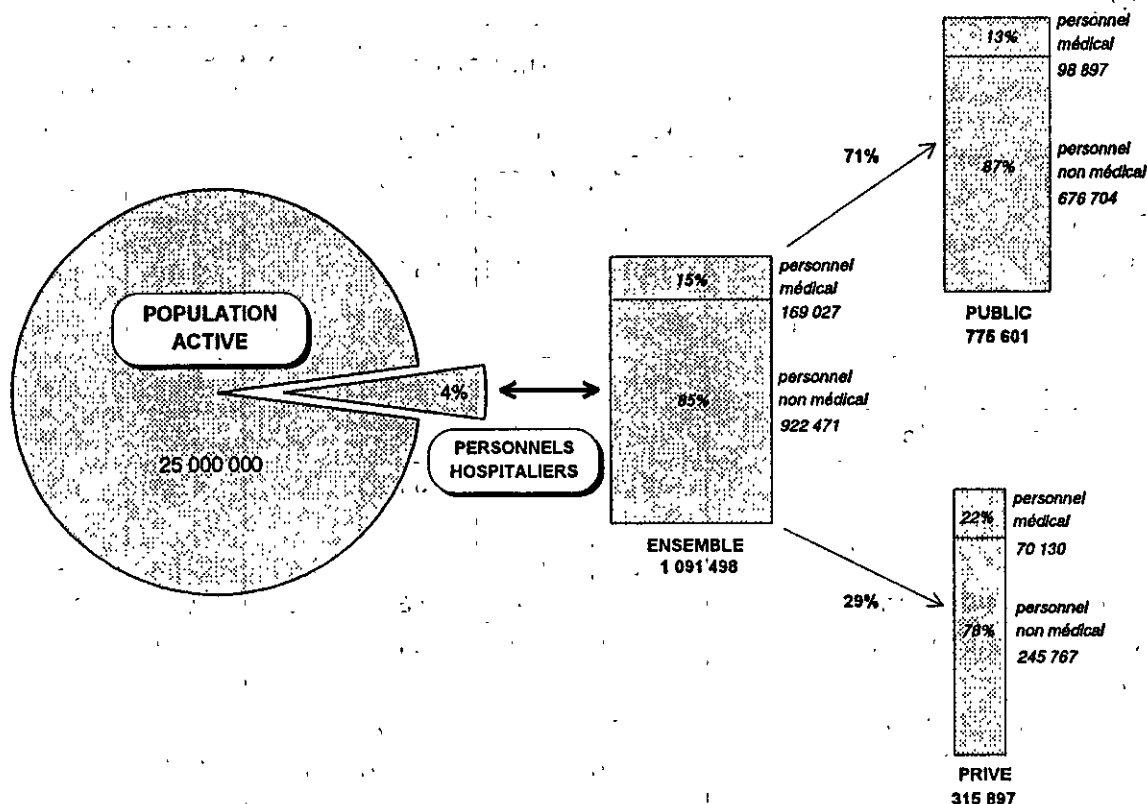 POPULATION
ACTIVE
25 000 000
4%
PERSONNELS
HOSPITALIERS
15%
personnel
médical
169 027
85%
personnel
non médical
922 471
ENSEMBLE
1 091 498
71%
13%
personnel
médical
98 897
87%
personnel
non médical
676 704
PUBLIC
775 601
29%
22%
personnel
médical
70 130
78%
personnel
non médical
245 767
PRIVE
315 897